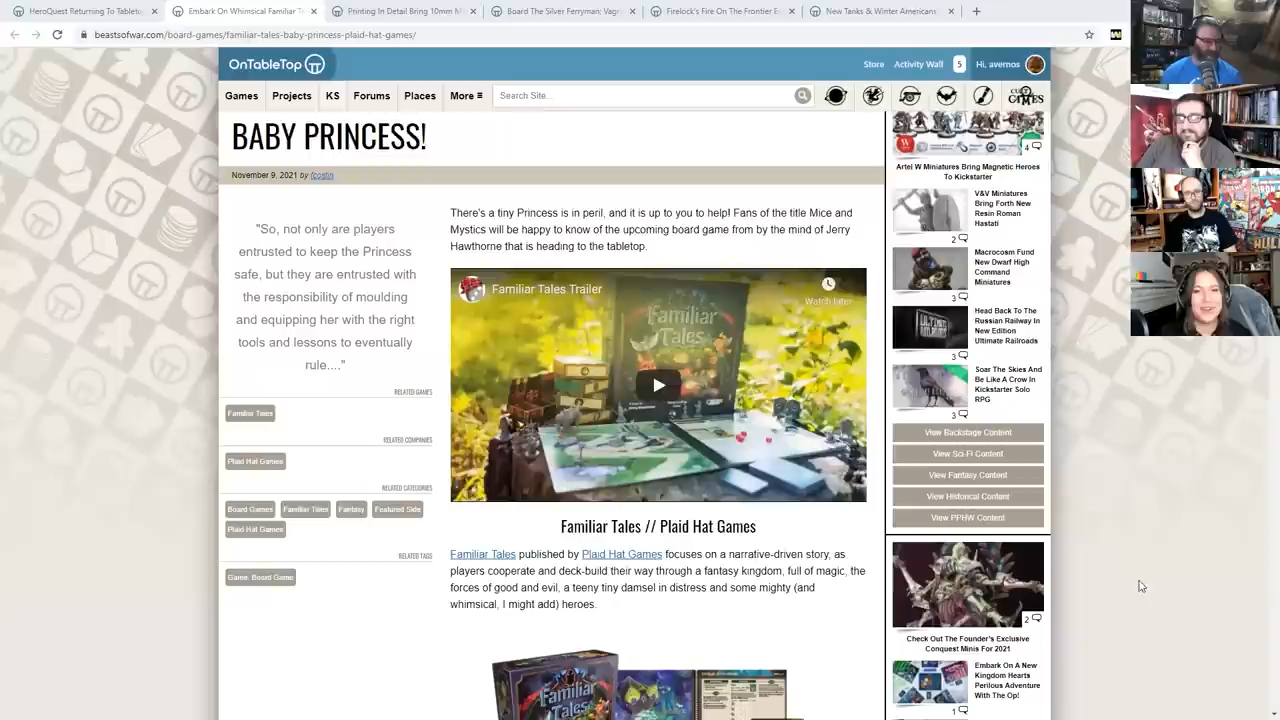 HeroQuest Returning To Tabletop
Embark On Whimsical Familiar T
Printing In Detail Bring 10mm M
Board The Silver Ferryman; Vagr
Firelock's Fire On The Frontier E
New Tanks & Winter Americans
beastsofwar.com/board-games/familiar-tales-baby-princess-plaid-hat-games/
OnTableTop
Store
Activity Wall
5
Hi, avernos
Games
Projects
KS
Forums
Places
More ≡
Search Site...
BABY PRINCESS!
November 9, 2021 by fcostin
"So, not only are players
entrusted to keep the Princess
safe, but they are entrusted with
the responsibility of moulding
and equipping her with the right
tools and lessons to eventually
rule...."
RELATED GAMES
Familiar Tales
RELATED COMPANIES
Plaid Hat Games
RELATED CATEGORIES
Board Games
Familiar Tales
Fantasy
Featured Side
Plaid Hat Games
RELATED TAGS
Game: Board Game
There's a tiny Princess is in peril, and it is up to you to help! Fans of the title Mice and
Mystics will be happy to know of the upcoming board game from by the mind of Jerry
Hawthorne that is heading to the tabletop.
Familiar Tales Trailer
Watch later
Familiar
Tales
Familiar Tales // Plaid Hat Games
Familiar Tales published by Plaid Hat Games focuses on a narrative-driven story, as
players cooperate and deck-build their way through a fantasy kingdom, full of magic, the
forces of good and evil, a teeny tiny damsel in distress and some mighty (and
whimsical, I might add) heroes.
4
Artel W Miniatures Bring Magnetic Heroes
To Kickstarter
V&V Miniatures
Bring Forth New
Resin Roman
Hastati
2
Macrocosm Fund
New Dwarf High
Command
Miniatures
3
Head Back To The
Russian Railway In
New Edition
Ultimate Railroads
3
Soar The Skies And
Be Like A Crow In
Kickstarter Solo
RPG
3
View Backstage Content
View Sci-Fi Content
View Fantasy Content
View Historical Content
View PPHW Content
2
Check Out The Founder's Exclusive
Conquest Minis For 2021
Embark On A New
Kingdom Hearts
Perilous Adventure
With The Op!
1